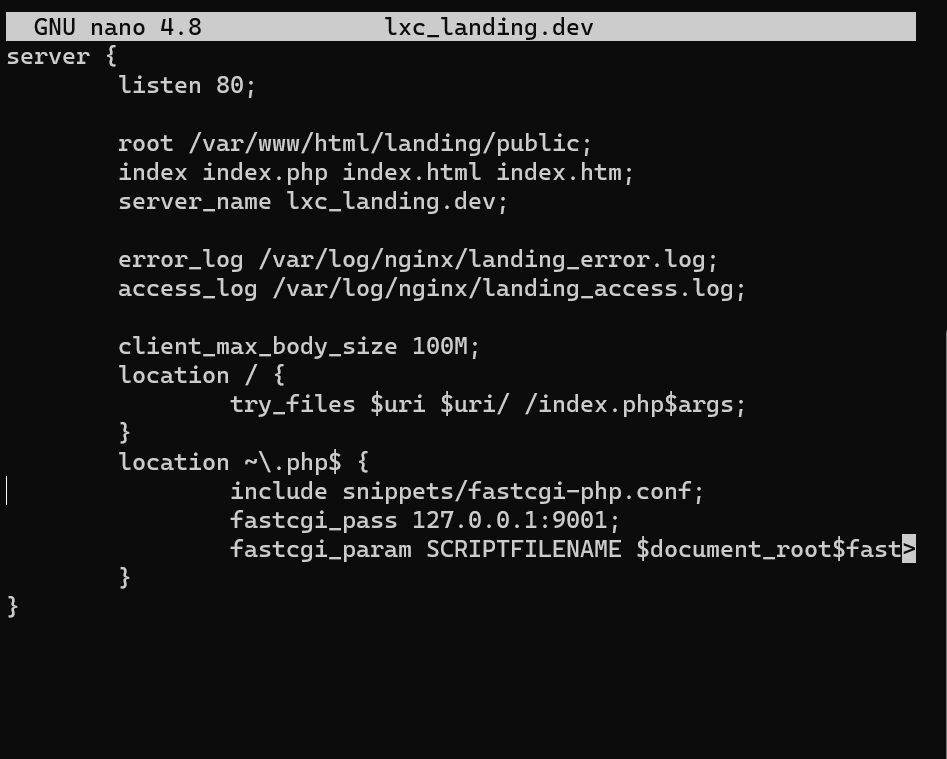 GNU nano 4.8 lxc_landing.dev
server {
listen 80;
root /var/www/html/landing/public;
index index.php index.html index.htm;
server_name lxc_landing.dev;
error_log /var/log/nginx/landing_error.log;
access_log /var/log/nginx/landing_access.log;
client_max_body_size 100M;
location / {
try_files $uri $uri/ /index.php$args;
}
location ~\.php$ {
include snippets/fastcgi-php.conf;
fastcgi_pass 127.0.0.1:9001;
fastcgi_param SCRIPTFILENAME $document_root$fast>
}
}